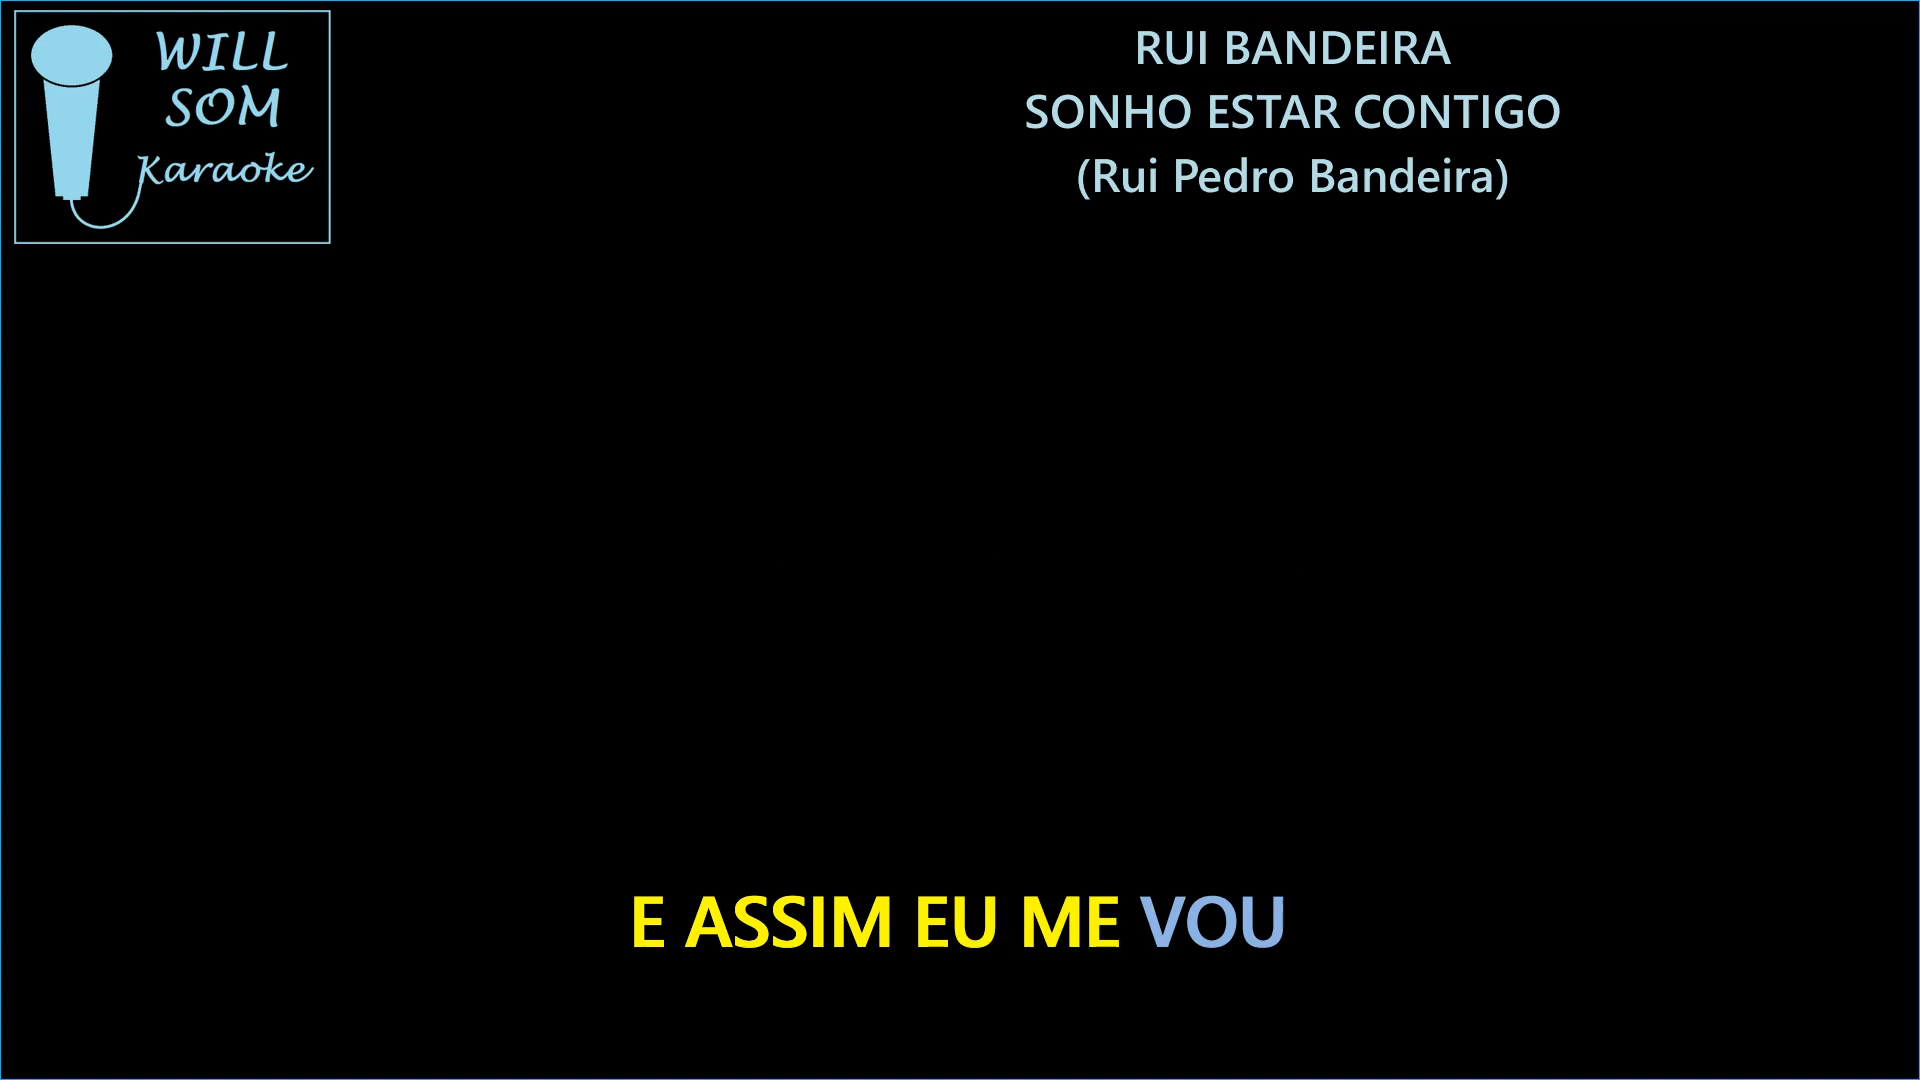 WILL
SOM
Karaoke
RUI BANDEIRA
SONHO ESTAR CONTIGO
(Rui Pedro Bandeira)
E ASSIM EU ME VOU